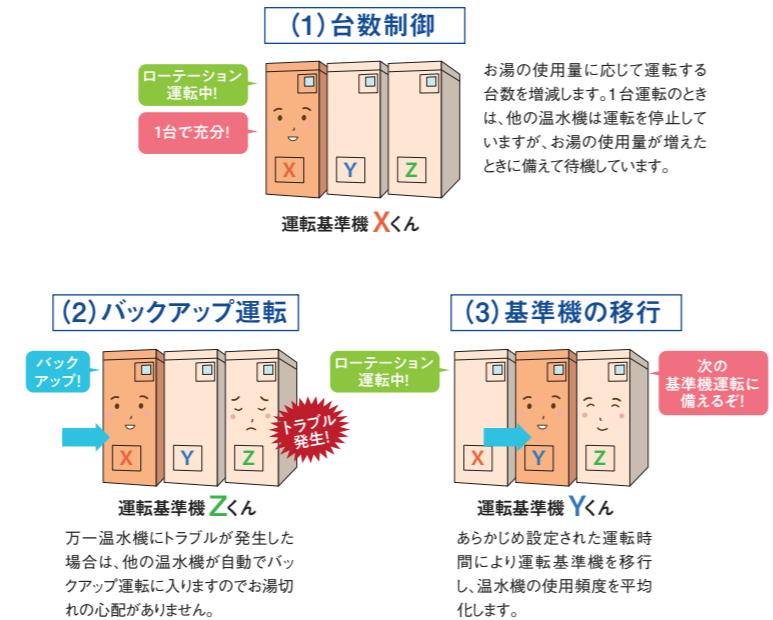 (1)台数制御
ローテーション
運転中!
1台で充分!
X
Y
Z
運転基準機Xくん
お湯の使用量に応じて運転する
台数を増減します。1台運転のとき
は、他の温水機は運転を停止して
いますが、お湯の使用量が増えた
ときに備えて待機しています。
(2)バックアップ運転
バック
アップ!
X
Y
Z
トラブル
発生!
運転基準機Zくん
万一温水機にトラブルが発生した
場合は、他の温水機が自動でバッ
クアップ運転に入りますのでお湯切
れの心配がありません。
(3)基準機の移行
ローテーション
運転中!
次の
基準機運転に
備えるぞ!
X
Y
Z
運転基準機Yくん
あらかじめ設定された運転時
間により運転基準機を移行
し、温水機の使用頻度を平均
化します。